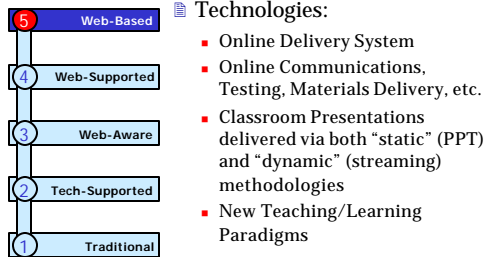 5 Web-Based
4 Web-Supported
3 Web-Aware
2 Tech-Supported
1 Traditional
Technologies:
Online Delivery System
Online Communications,
Testing, Materials Delivery, etc.
Classroom Presentations
delivered via both “static” (PPT)
and “dynamic” (streaming)
methodologies
New Teaching/Learning
Paradigms